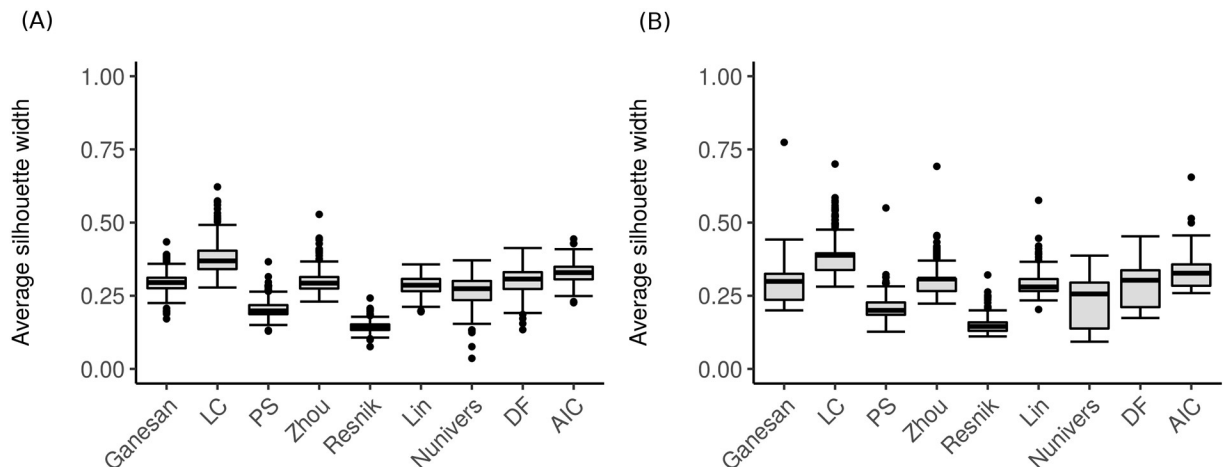 (A)
Average silhouette width
1.00
0.75
0.50
0.25
0.00
Ganesan
LC
PS
Zhou
Resnik
Lin
Nunivers
DF
AIC
(B)
Average silhouette width
1.00
0.75
0.50
0.25
0.00
Ganesan
LC
PS
Zhou
Resnik
Lin
Nunivers
DF
AIC